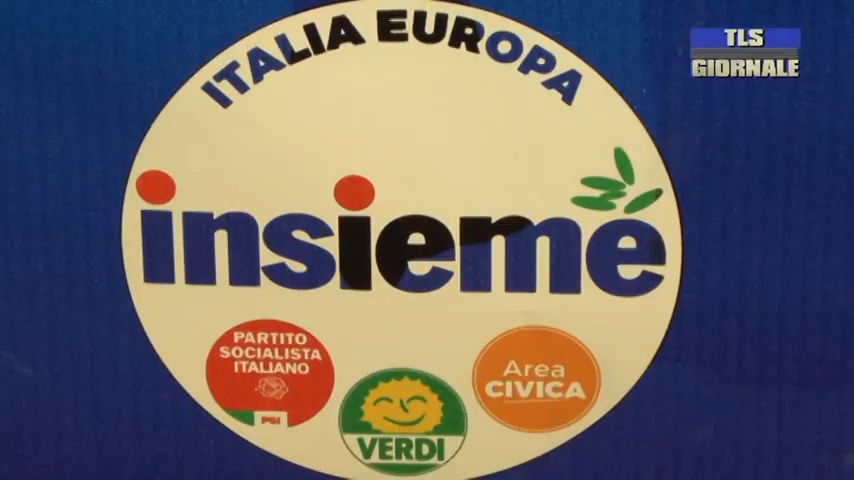 TLS
GIORNALE
ITALIA EUROPA
insieme
PARTITO
SOCIALISTA
ITALIANO
PSI
VERDI
Area
CIVICA